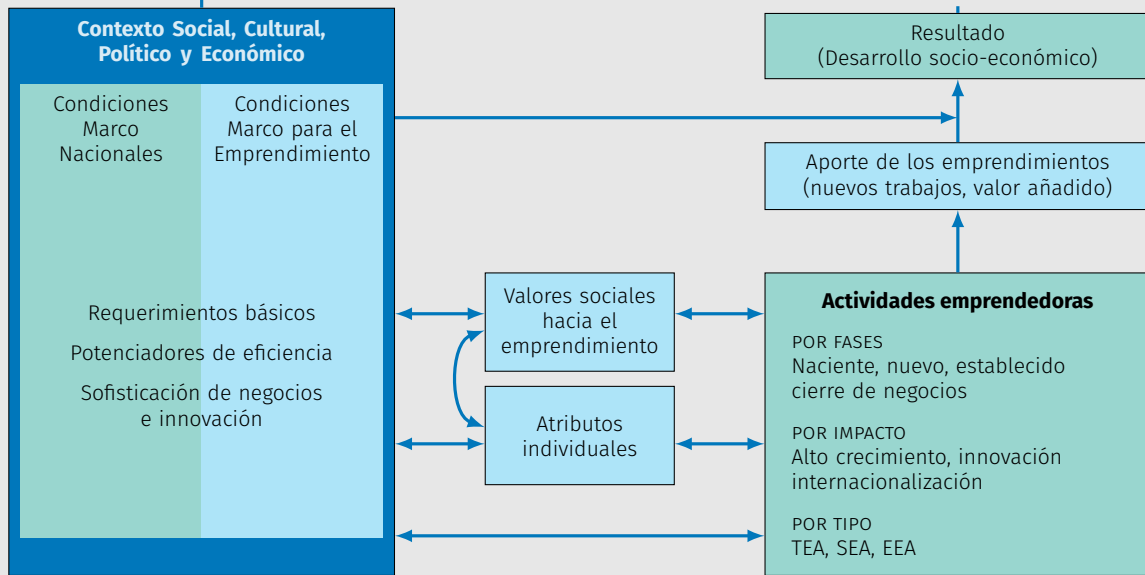 Contexto Social, Cultural,
Político y Económico
Condiciones
Marco
Nacionales
Condiciones
Marco para el
Emprendimiento
Requerimientos básicos
Potenciadores de eficiencia
Sofisticación de negocios
e innovación
Valores sociales
hacia el
emprendimiento
Atributos
individuales
Resultado
(Desarrollo socio-económico)
Aporte de los emprendimientos
(nuevos trabajos, valor añadido)
Actividades emprendedoras
POR FASES
Naciente, nuevo, establecido
cierre de negocios
POR IMPACTO
Alto crecimiento, innovación
internacionalización
POR TIPO
TEA, SEA, EEA